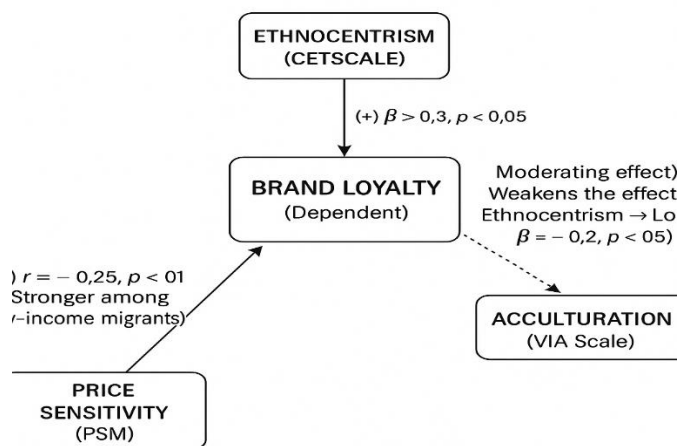 ETHNOCENTRISM
(CETSCALE)
(+) β > 0,3, p < 0,05
BRAND LOYALTY
(Dependent)
Moderating effect)
Weakens the effect
Ethnocentrism → Lo
β = – 0,2, p < 05)
) r = – 0,25, p < 01
Stronger among
-income migrants)
ACCULTURATION
(VIA Scale)
PRICE
SENSITIVITY
(PSM)